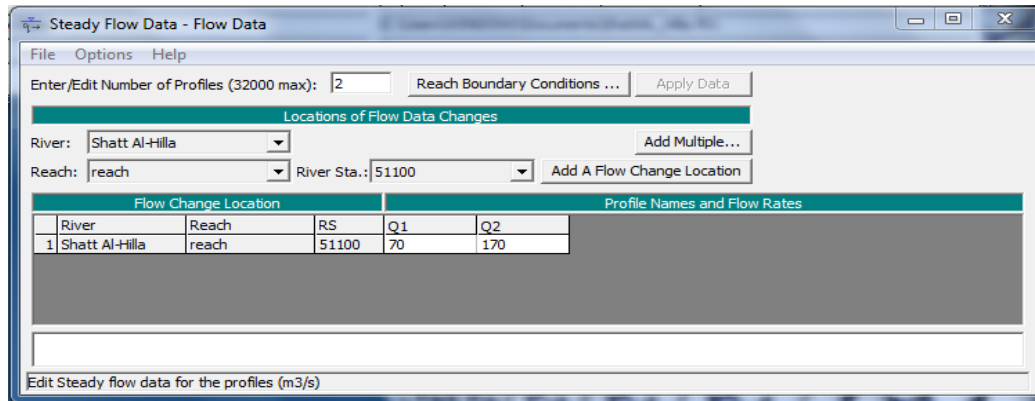 Steady Flow Data - Flow Data
File Options Help
Enter/Edit Number of Profiles (32000 max): 2 Reach Boundary Conditions ... Apply Data
Locations of Flow Data Changes
River: Shatt Al-Hilla Add Multiple...
Reach: reach River Sta.: 51100 Add A Flow Change Location
Flow Change Location Profile Names and Flow Rates
River Reach RS Q1 Q2
1 Shatt Al-Hilla reach 51100 70 170
Edit Steady flow data for the profiles (m3/s)